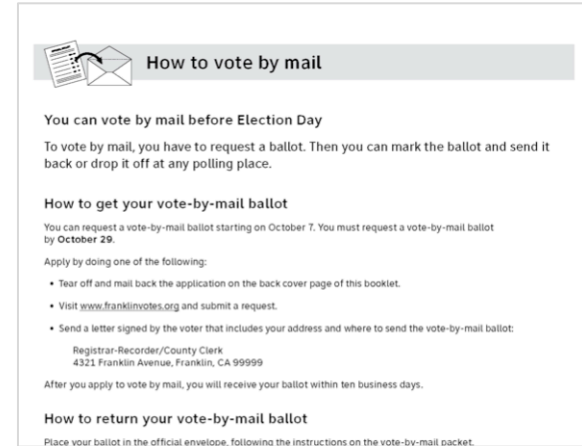 How to vote by mail
You can vote by mail before Election Day
To vote by mail, you have to request a ballot. Then you can mark the ballot and send it
back or drop it off at any polling place.
How to get your vote-by-mail ballot
You can request a vote-by-mail ballot starting on October 7. You must request a vote-by-mail ballot
by October 29.
Apply by doing one of the following:
• Tear off and mail back the application on the back cover page of this booklet.
• Visit www.franklinvotes.org and submit a request.
• Send a letter signed by the voter that includes your address and where to send the vote-by-mail ballot:
Registrar-Recorder/County Clerk
4321 Franklin Avenue, Franklin, CA 99999
After you apply to vote by mail, you will receive your ballot within ten business days.
How to return your vote-by-mail ballot
Place your ballot in the official envelope, following the instructions on the vote-by-mail packet.